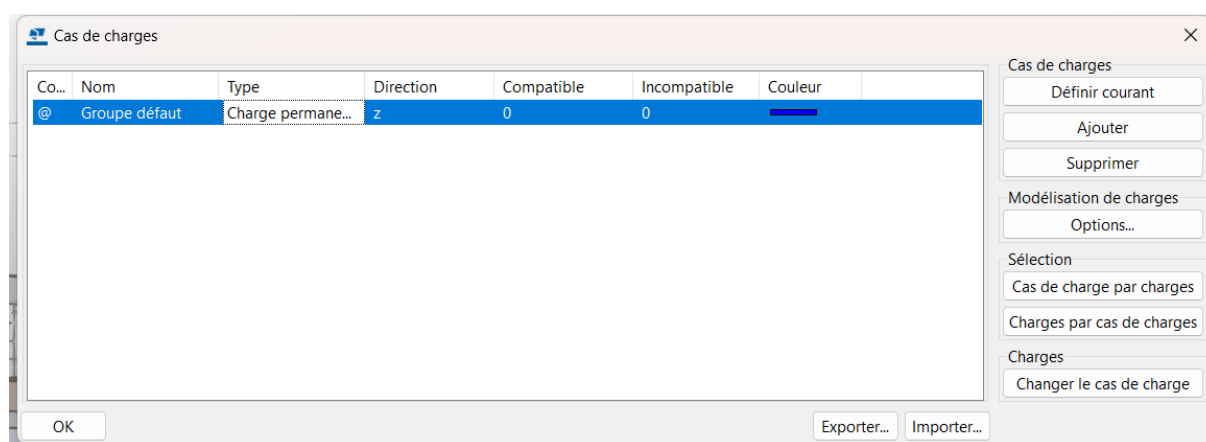 Cas de charges
Co... Nom Type Direction Compatible Incompatible Couleur
@ Groupe défaut Charge permane... z 0 0
Cas de charges
Définir courant
Ajouter
Supprimer
Modélisation de charges
Options...
Sélection
Cas de charge par charges
Charges par cas de charges
Charges
Changer le cas de charge
OK Exporter... Importer...